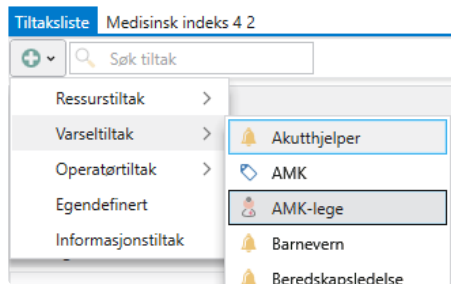 Tiltaksliste Medisinsk indeks 4 2
Søk tiltak
Ressurstiltak
Varseltiltak
Operatørtiltak
Egendefinert
Informasjonstiltak
Akutthjelper
AMK
AMK-lege
Barnevern
Beredskapsledelse